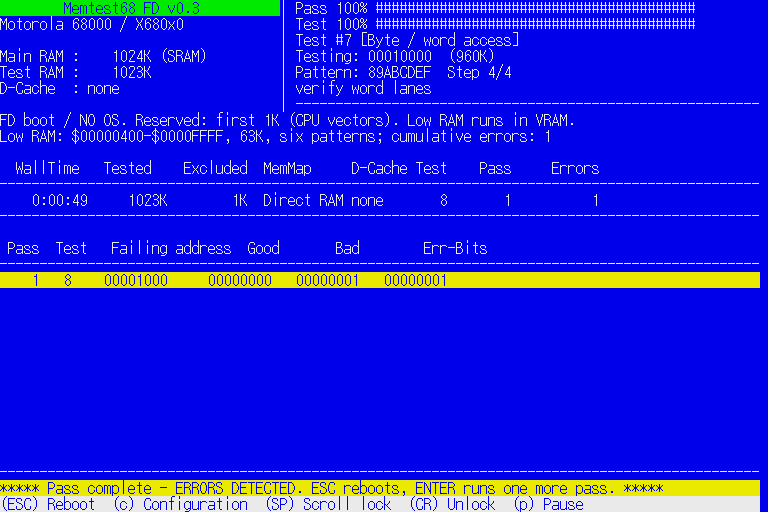 Memtest68 FD v0.3
Motorola 68000 / X680x0
Main RAM :    1024K (SRAM)
Test RAM :    1023K
D-Cache  : none
Pass 100% ########################################
Test 100% ########################################
Test #7 [Byte / word access]
Testing: 00010000  (960K)
Pattern: 89ABCDEF  Step 4/4
verify word lanes
FD boot / NO OS. Reserved: first 1K (CPU vectors). Low RAM runs in VRAM.
Low RAM: $00000400-$0000FFFF, 63K, six patterns; cumulative errors: 1
WallTime   Tested    Excluded  MemMap     D-Cache Test    Pass     Errors
0:00:49     1023K        1K  Direct RAM none       8       1          1
Pass  Test   Failing address  Good       Bad        Err-Bits
1   8    00001000     00000000   00000001   00000001
***** Pass complete - ERRORS DETECTED. ESC reboots, ENTER runs one more pass. *****
(ESC) Reboot  (c) Configuration  (SP) Scroll lock  (CR) Unlock  (p) Pause